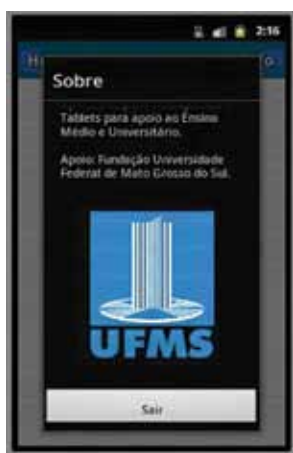 2:16
Sobre
Tablets para apoio ao Ensino
Médio e Universitário.
Apoio: Fundação Universidade
Federal de Mato Grosso do Sul.
UFMS
Sair